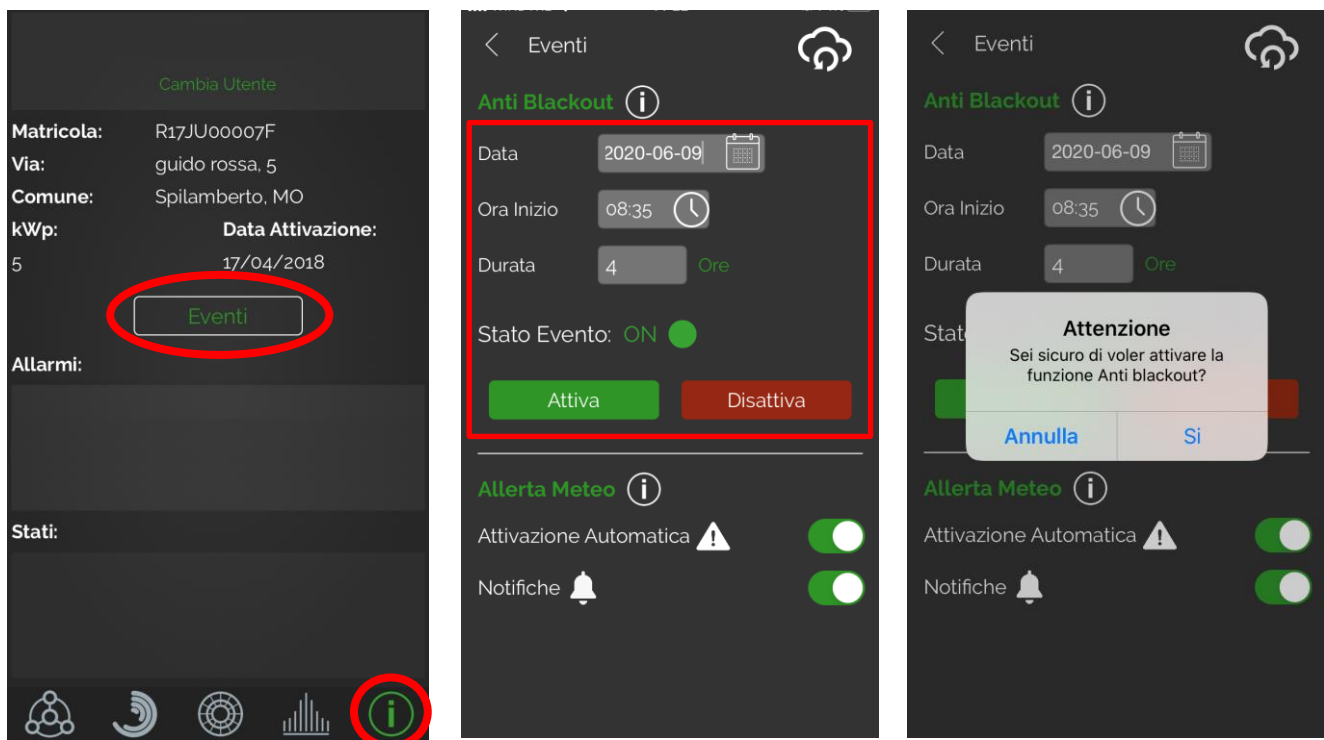 Cambia Utente
Matricola: R17JU00007F
Via: guido rossa, 5
Comune: Spilamberto, MO
kWp: Data Attivazione:
5 17/04/2018
Eventi
Allarmi:
Stati:
Eventi
Anti Blackout
Data 2020-06-09
Ora Inizio 08:35
Durata 4 Ore
Stato Evento: ON
Attiva Disattiva
Allerta Meteo
Attivazione Automatica
Notifiche
Eventi
Anti Blackout
Data 2020-06-09
Ora Inizio 08:35
Durata 4 Ore
Stat
Attenzione
Sei sicuro di voler attivare la
funzione Anti blackout?
Annulla Si
Allerta Meteo
Attivazione Automatica
Notifiche